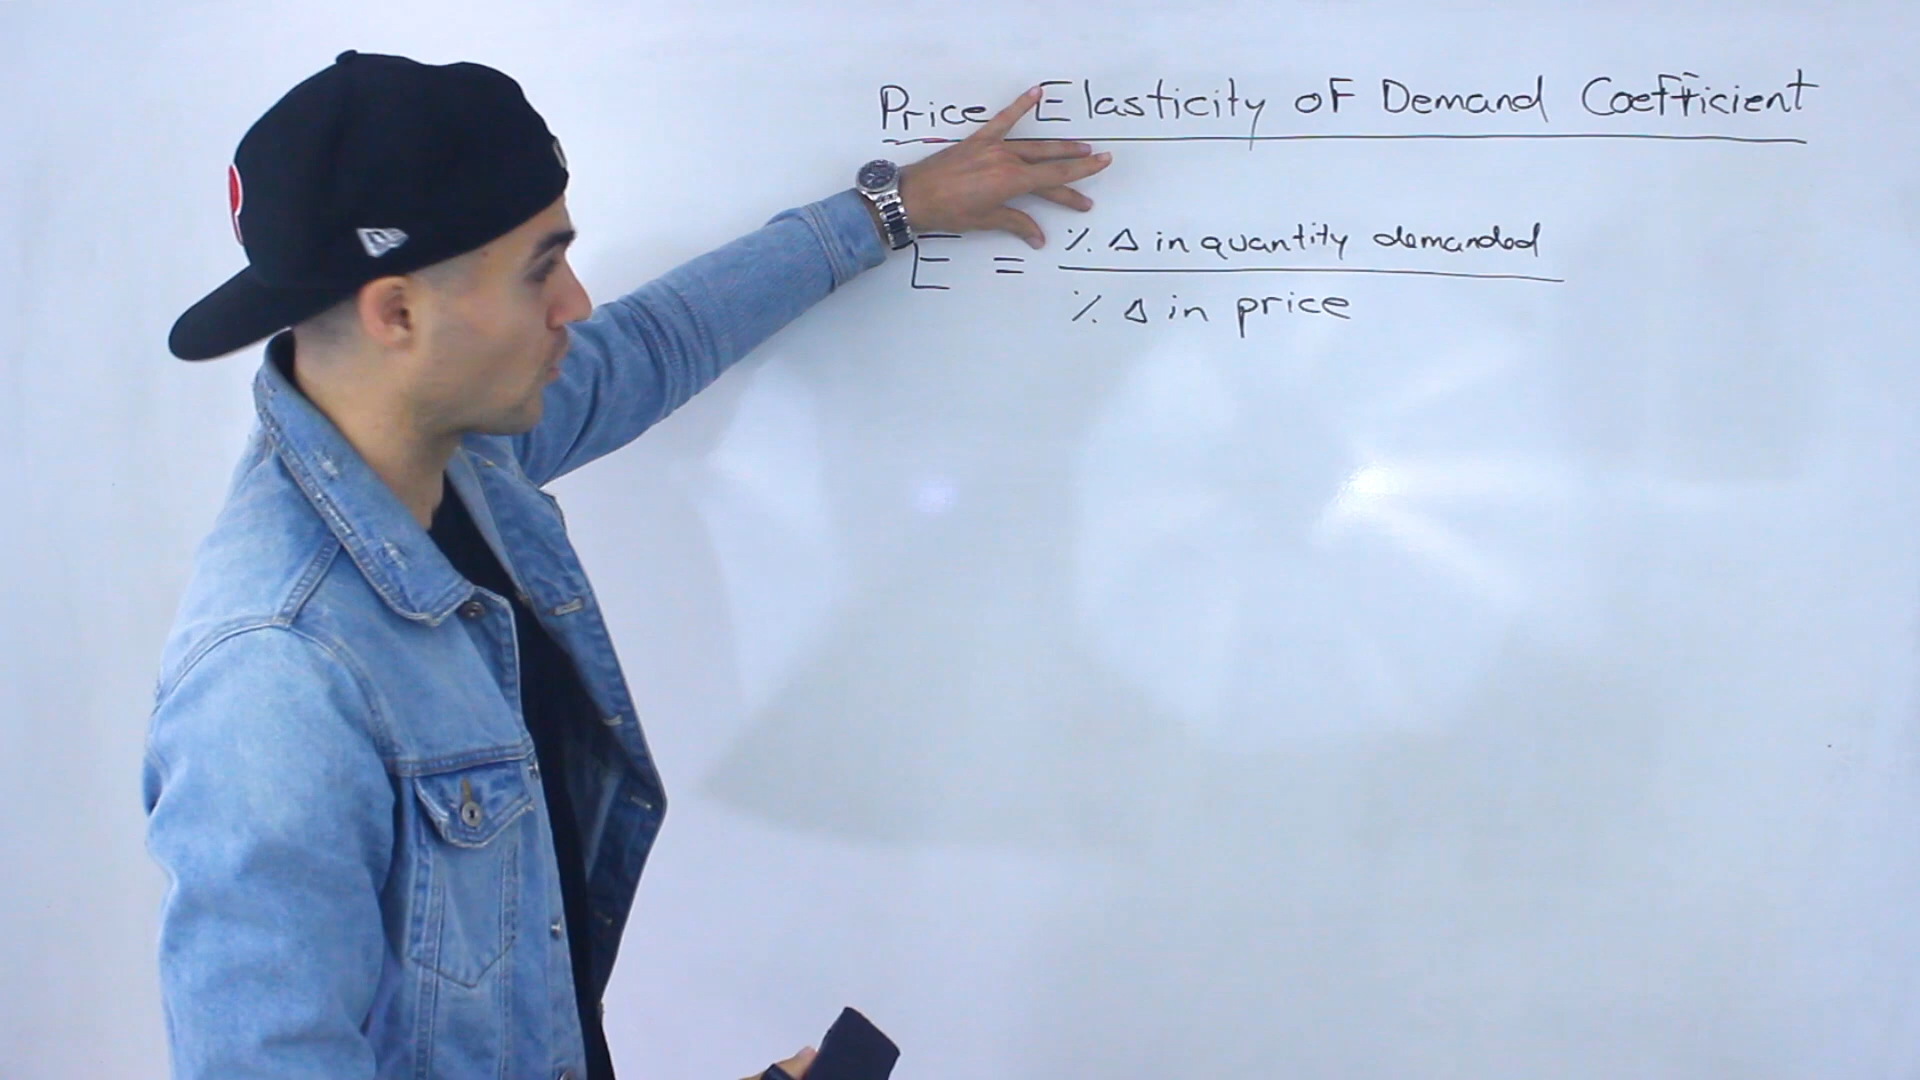 Price Elasticity of Demand Coefficient
E = % Δ in quantity demanded
% Δ in price